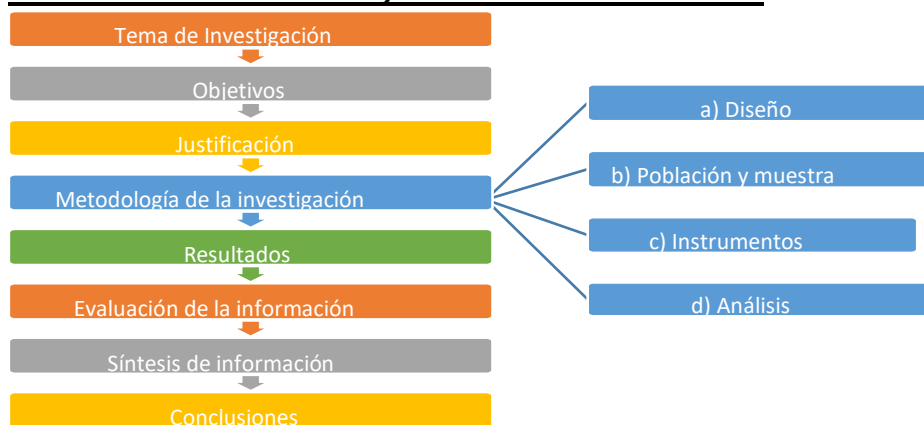 Tema de Investigación
Objetivos
Justificación
Metodología de la investigación
Resultados
Evaluación de la información
Síntesis de información
Conclusiones
a) Diseño
b) Población y muestra
c) Instrumentos
d) Análisis